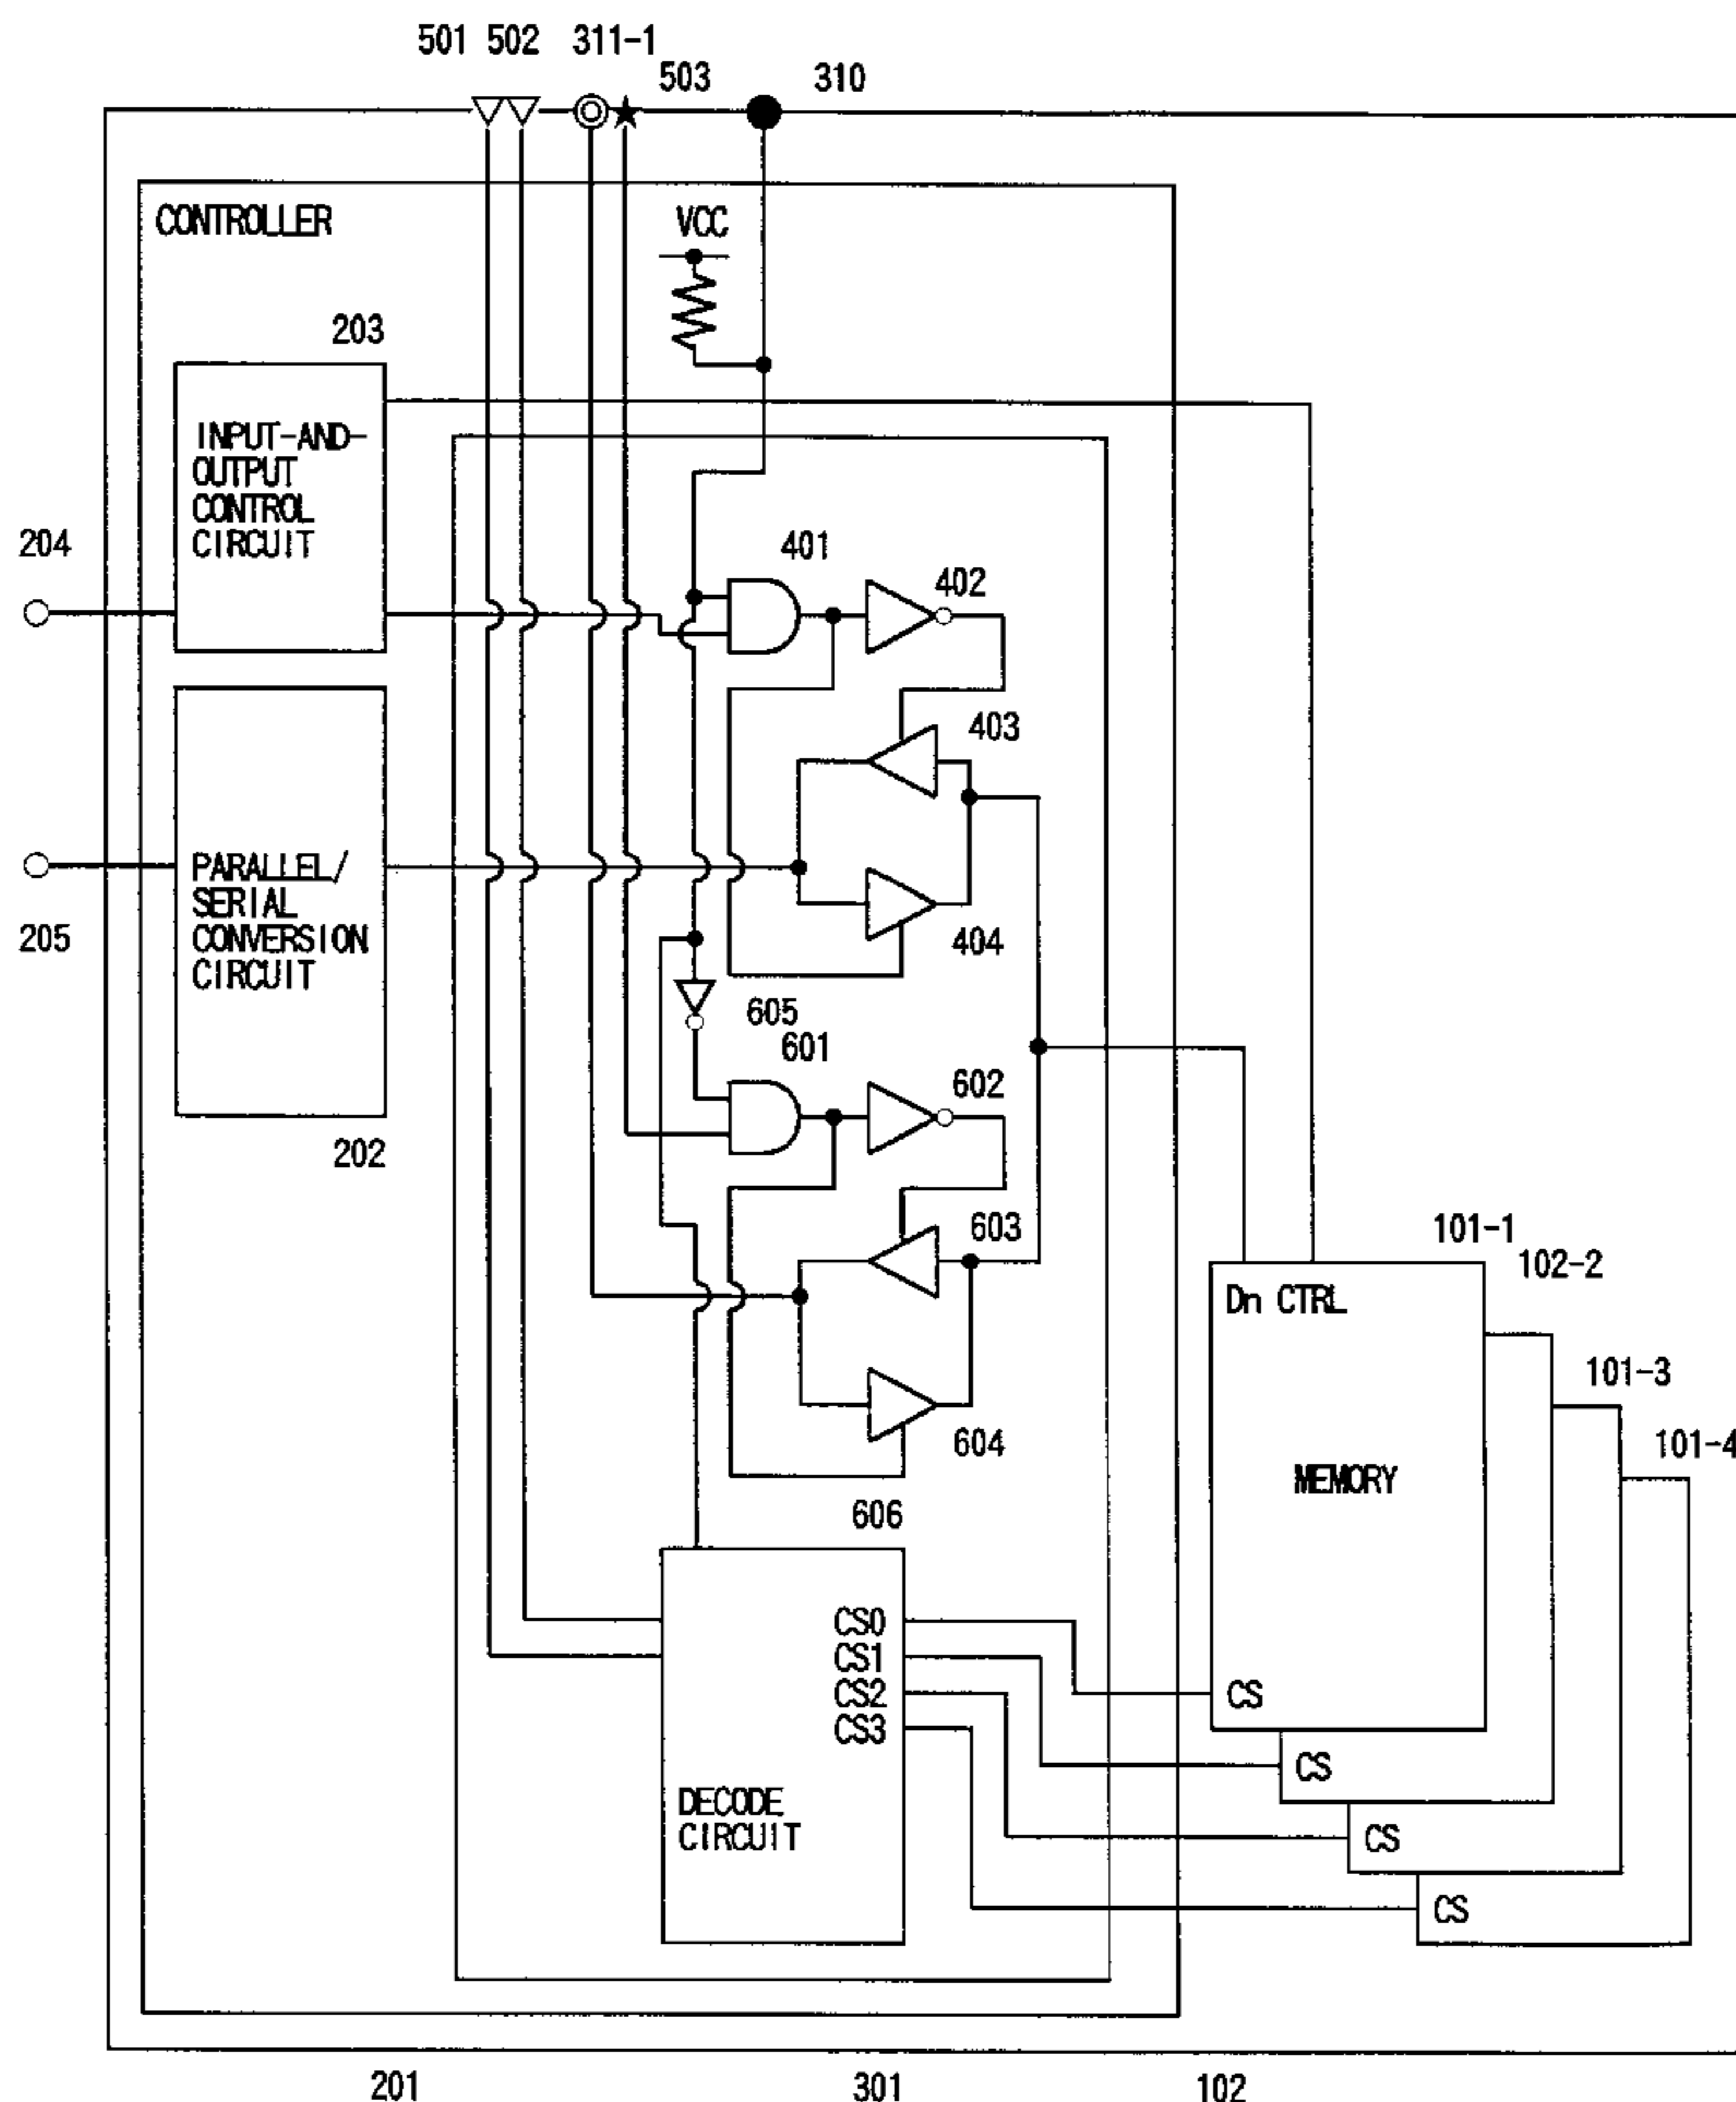 501 502 311-1
503 310
CONTROLLER
VCC
203
INPUT-AND-
OUTPUT
CONTROL
CIRCUIT
204
401
402
403
PARALLEL/
SERIAL
CONVERSION
CIRCUIT
205
404
605
601
602
202
603
101-1
102-2
Dn CTRL
101-3
604
101-4
MEMORY
606
CS0
CS1
CS2
CS3
CS
CS
DECODE
CIRCUIT
CS
CS
201 301 102